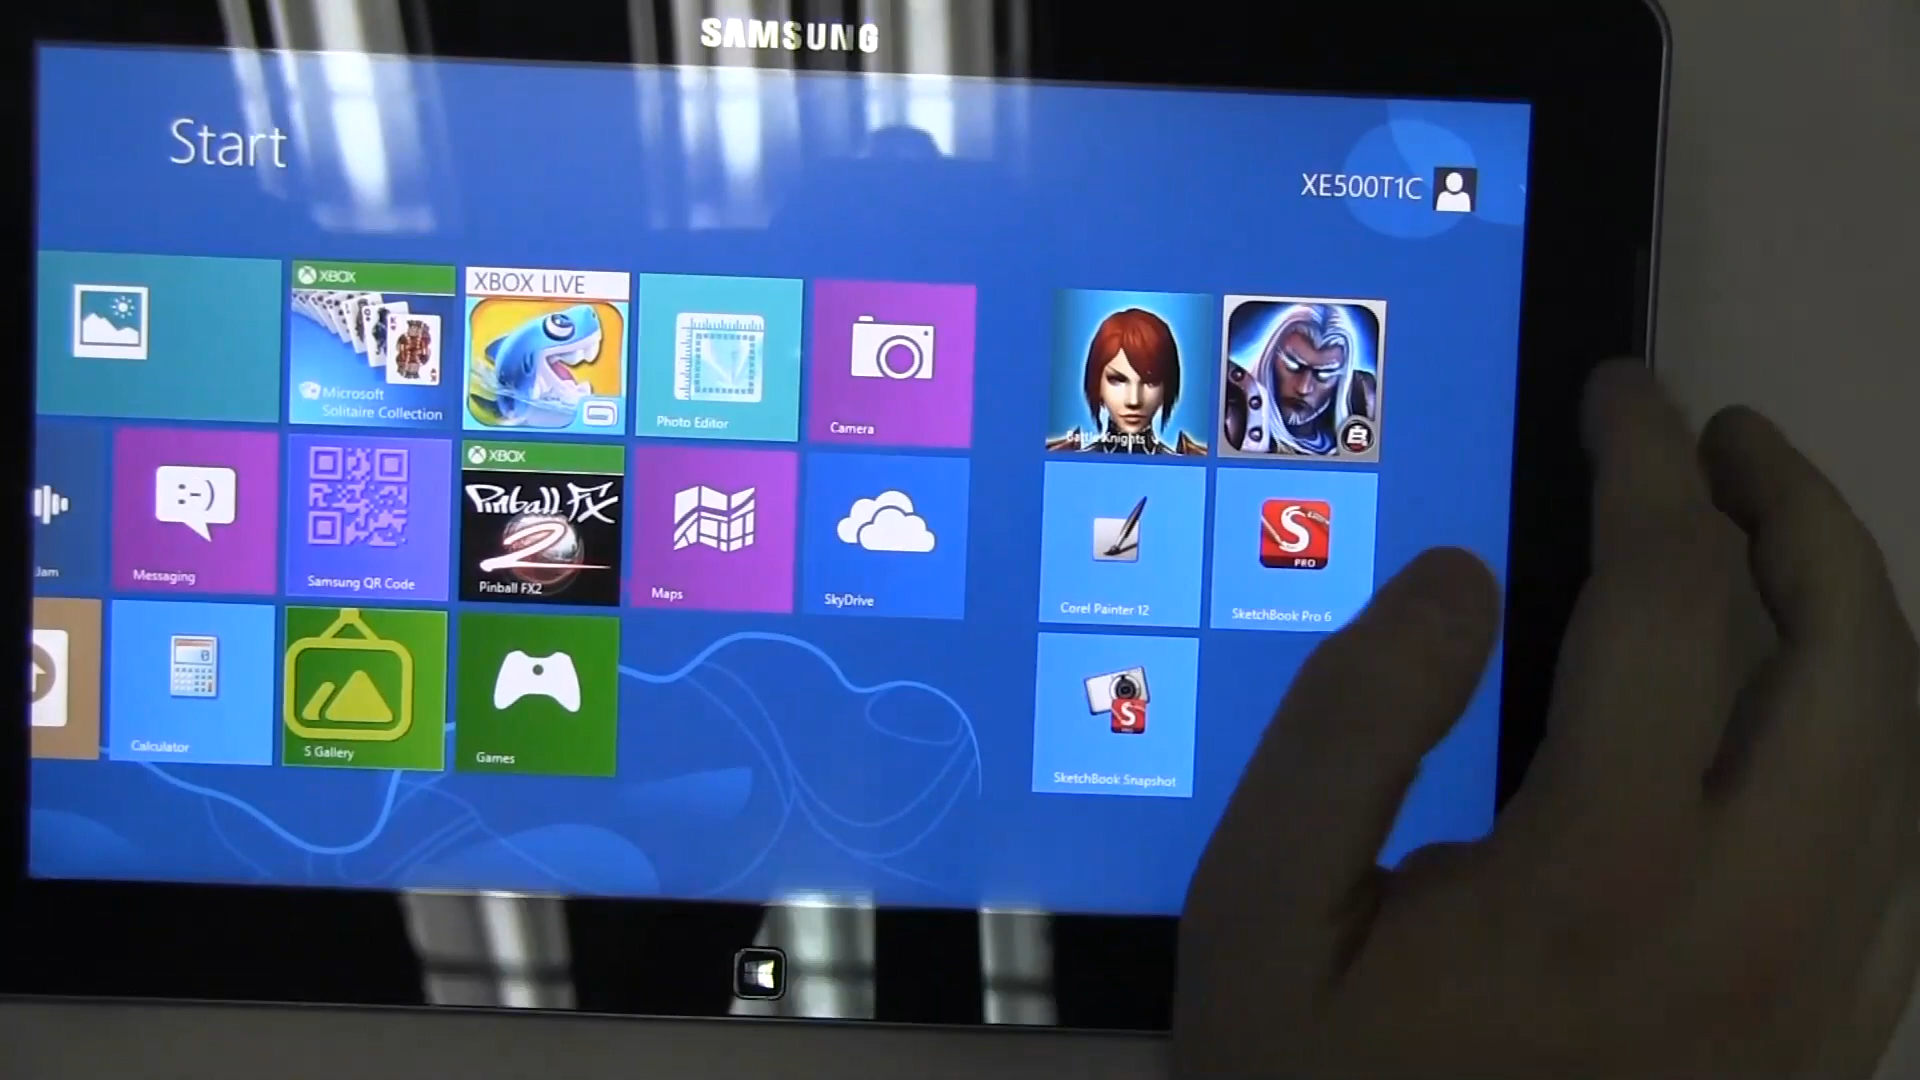 SAMSUNG
Start
XE500T1C
XBOX
Microsoft
Solitaire Collection
XBOX LIVE
Photo Editor
Camera
Battle Knights
Jam
Messaging
Samsung QR Code
XBOX
Pinball FX
2
Pinball FX2
Maps
SkyDrive
Corel Painter 12
S
PRO
SketchBook Pro 6
Calculator
S Gallery
Games
S
SketchBook Snapshot